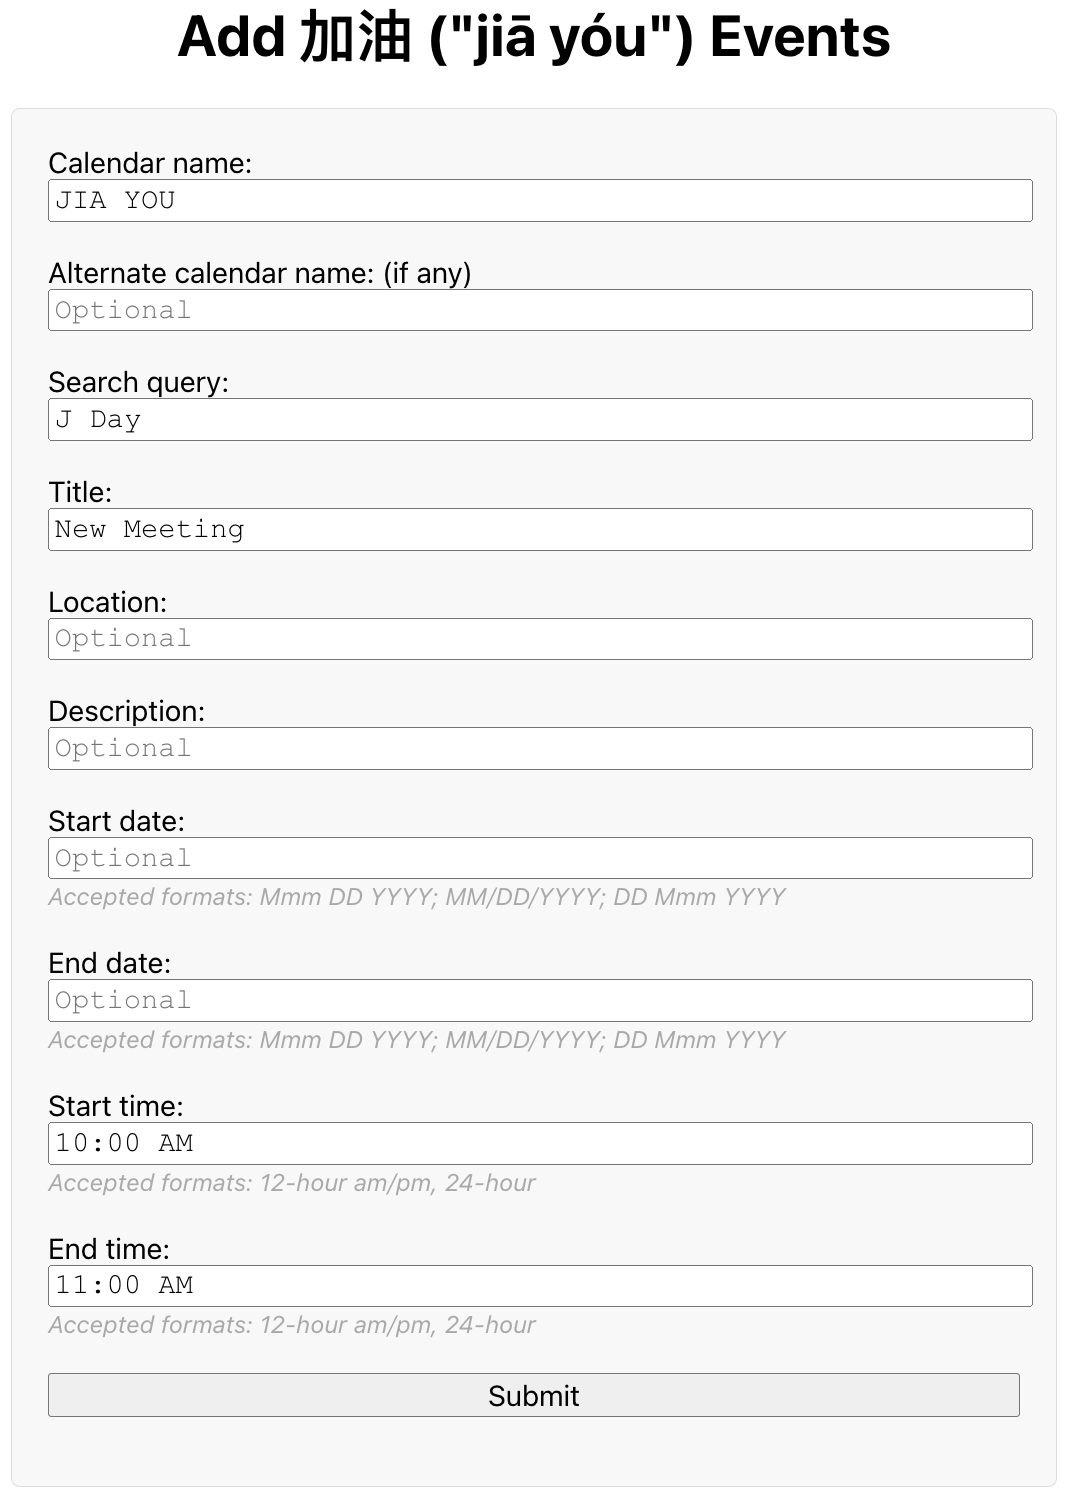 Add 加油 ("jiā yóu") Events
Calendar name:
JIA YOU
Alternate calendar name: (if any)
Optional
Search query:
J Day
Title:
New Meeting
Location:
Optional
Description:
Optional
Start date:
Optional
Accepted formats: Mmm DD YYYY; MM/DD/YYYY; DD Mmm YYYY
End date:
Optional
Accepted formats: Mmm DD YYYY; MM/DD/YYYY; DD Mmm YYYY
Start time:
10:00 AM
Accepted formats: 12-hour am/pm, 24-hour
End time:
11:00 AM
Accepted formats: 12-hour am/pm, 24-hour
Submit